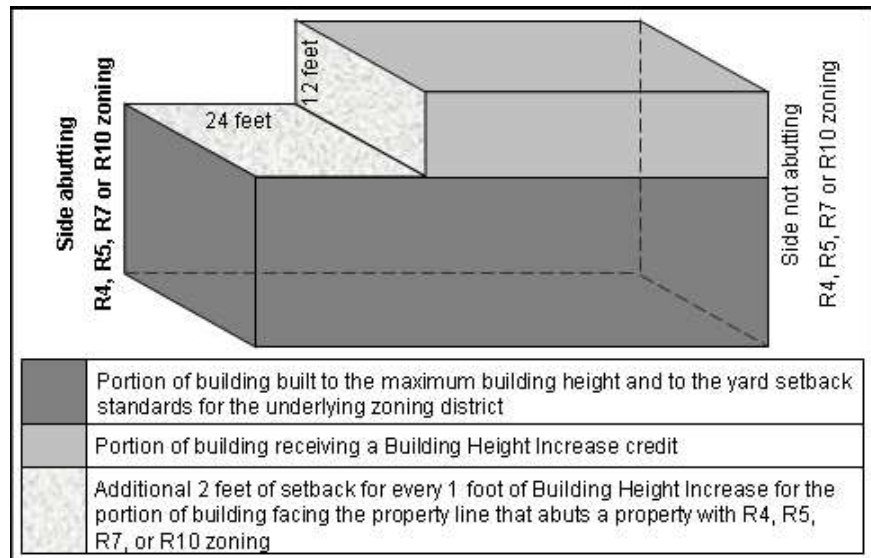 12 feet
24 feet
Side abutting
R4, R5, R7 or R10 zoning
Side not abutting
R4, R5, R7 or R10 zoning
Portion of building built to the maximum building height and to the yard setback
standards for the underlying zoning district
Portion of building receiving a Building Height Increase credit
Additional 2 feet of setback for every 1 foot of Building Height Increase for the
portion of building facing the property line that abuts a property with R4, R5,
R7, or R10 zoning